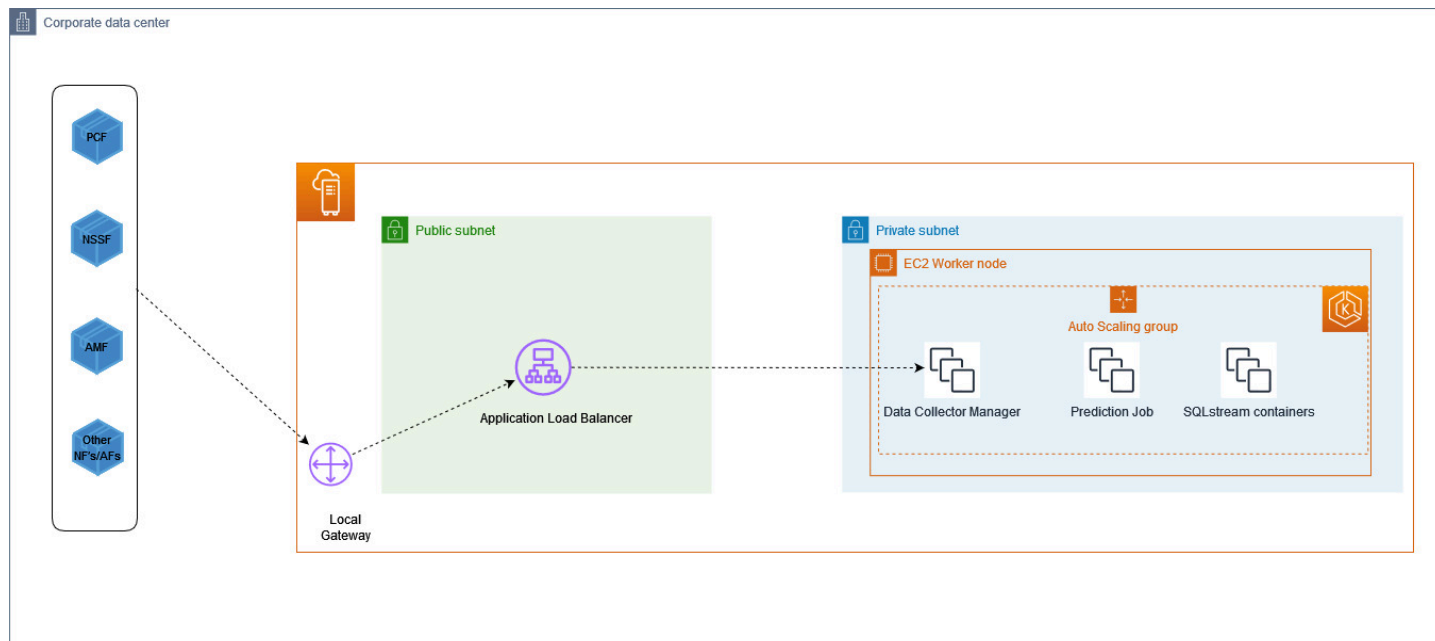 Corporate data center
PCF
NSSF
AMF
Other
NF's/AFs
Local
Gateway
Public subnet
Application Load Balancer
Private subnet
EC2 Worker node
Auto Scaling group
Data Collector Manager
Prediction Job
SQLstream containers
K